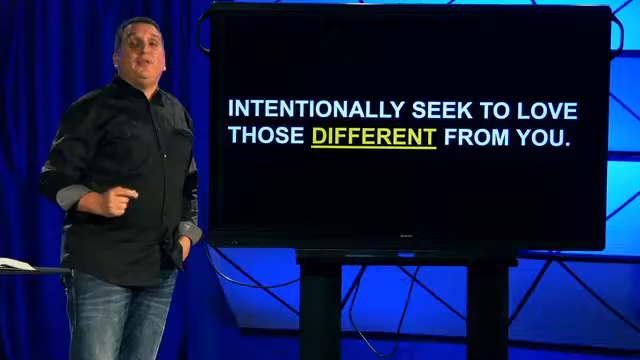 INTENTIONALLY SEEK TO LOVE
THOSE DIFFERENT FROM YOU.